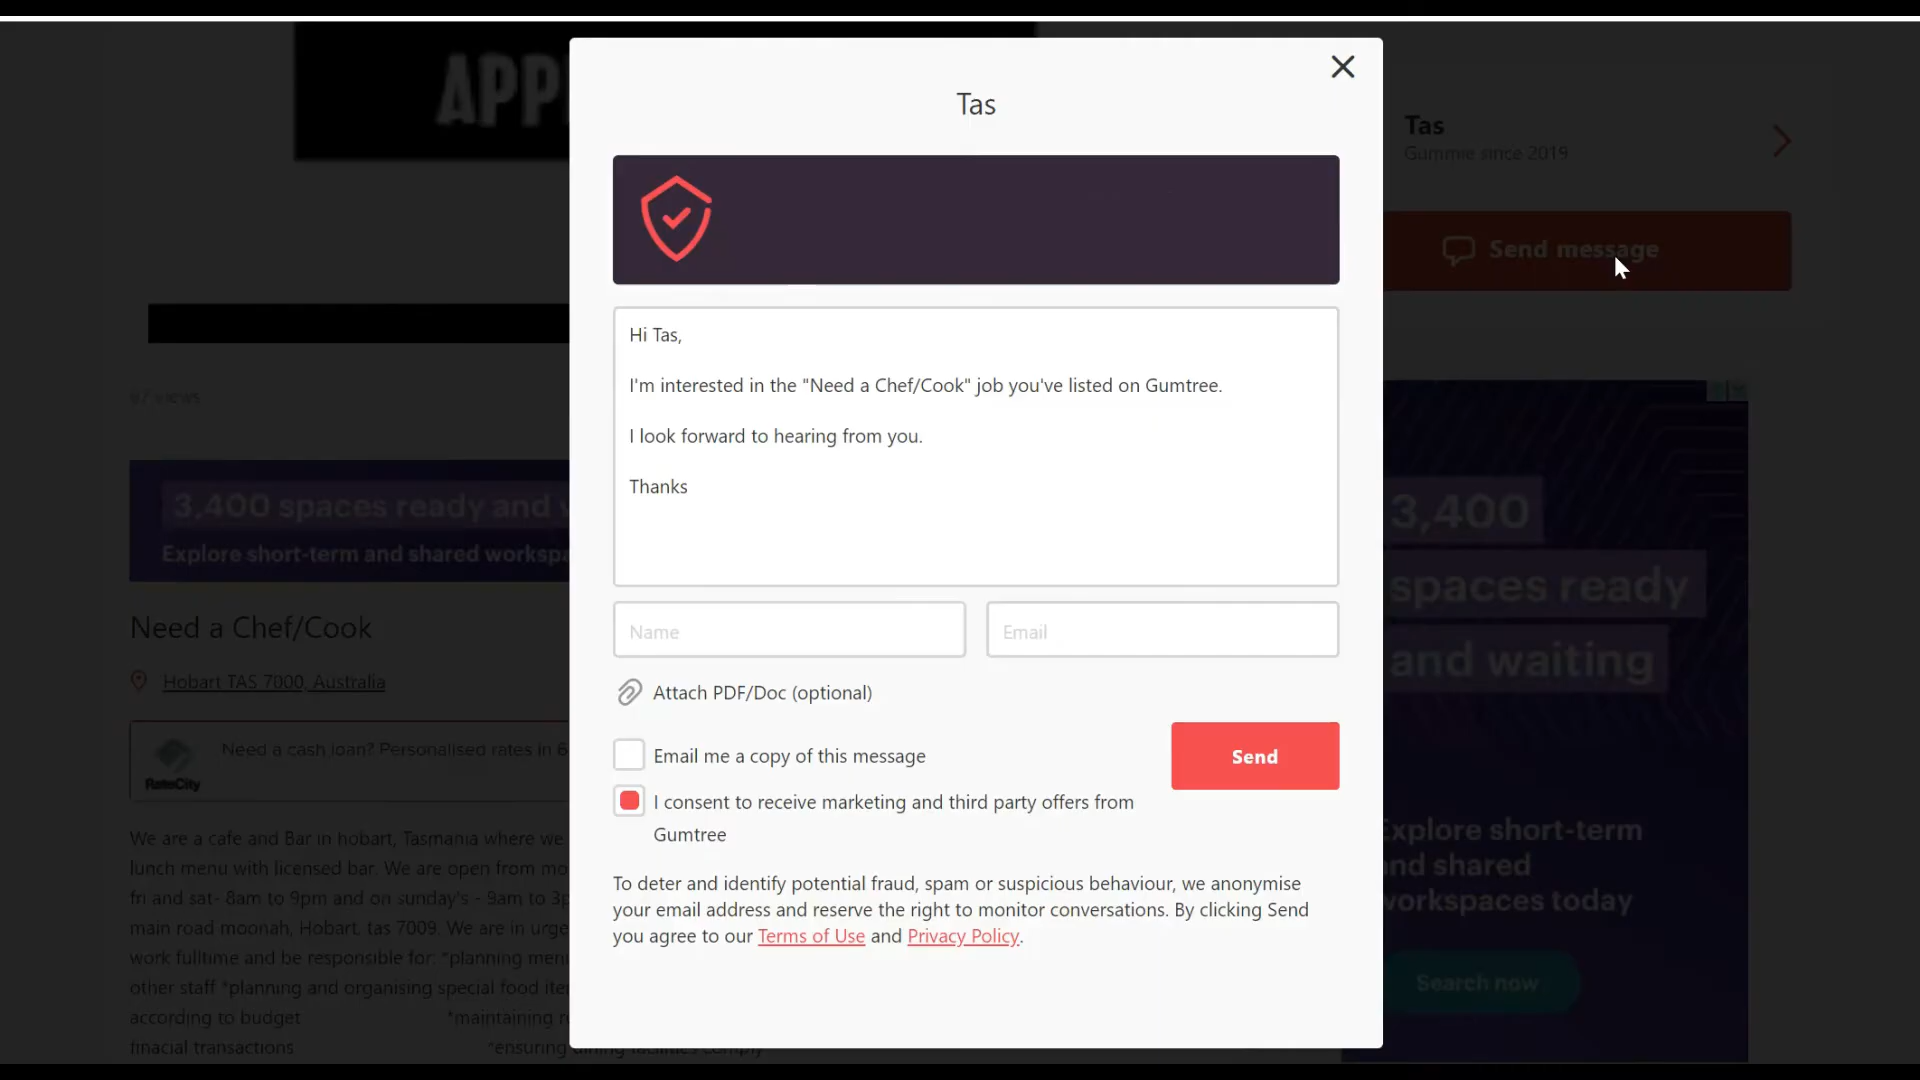 APP
Tas
Tas
Gummie since 2019
Send message
Hi Tas,
I'm interested in the "Need a Chef/Cook" job you've listed on Gumtree.
I look forward to hearing from you.
Thanks
Name
Email
Attach PDF/Doc (optional)
Email me a copy of this message
Send
I consent to receive marketing and third party offers from
Gumtree
To deter and identify potential fraud, spam or suspicious behaviour, we anonymise
your email address and reserve the right to monitor conversations. By clicking Send
you agree to our Terms of Use and Privacy Policy.
views
3,400 spaces ready and
Explore short-term and shared
Need a Chef/Cook
Hobart TAS 7000, Australia
Need a cash loan? Personalised rates in
RateCity
We are a cafe and Bar in hobart, Tasmania where we
lunch menu with licensed bar. We are open from
fri and sat- 8am to 9pm and on sunday's - 9am to
main road moonah, Hobart, tas 7009. We are in
work fulltime and be responsible for: *planning
other staff *planning and organising special food
according to budget *maintaining
finacial transactions *ensuring dining facilities comply
3,400
spaces ready
and waiting
Explore short-term
and shared
workspaces today
Search now